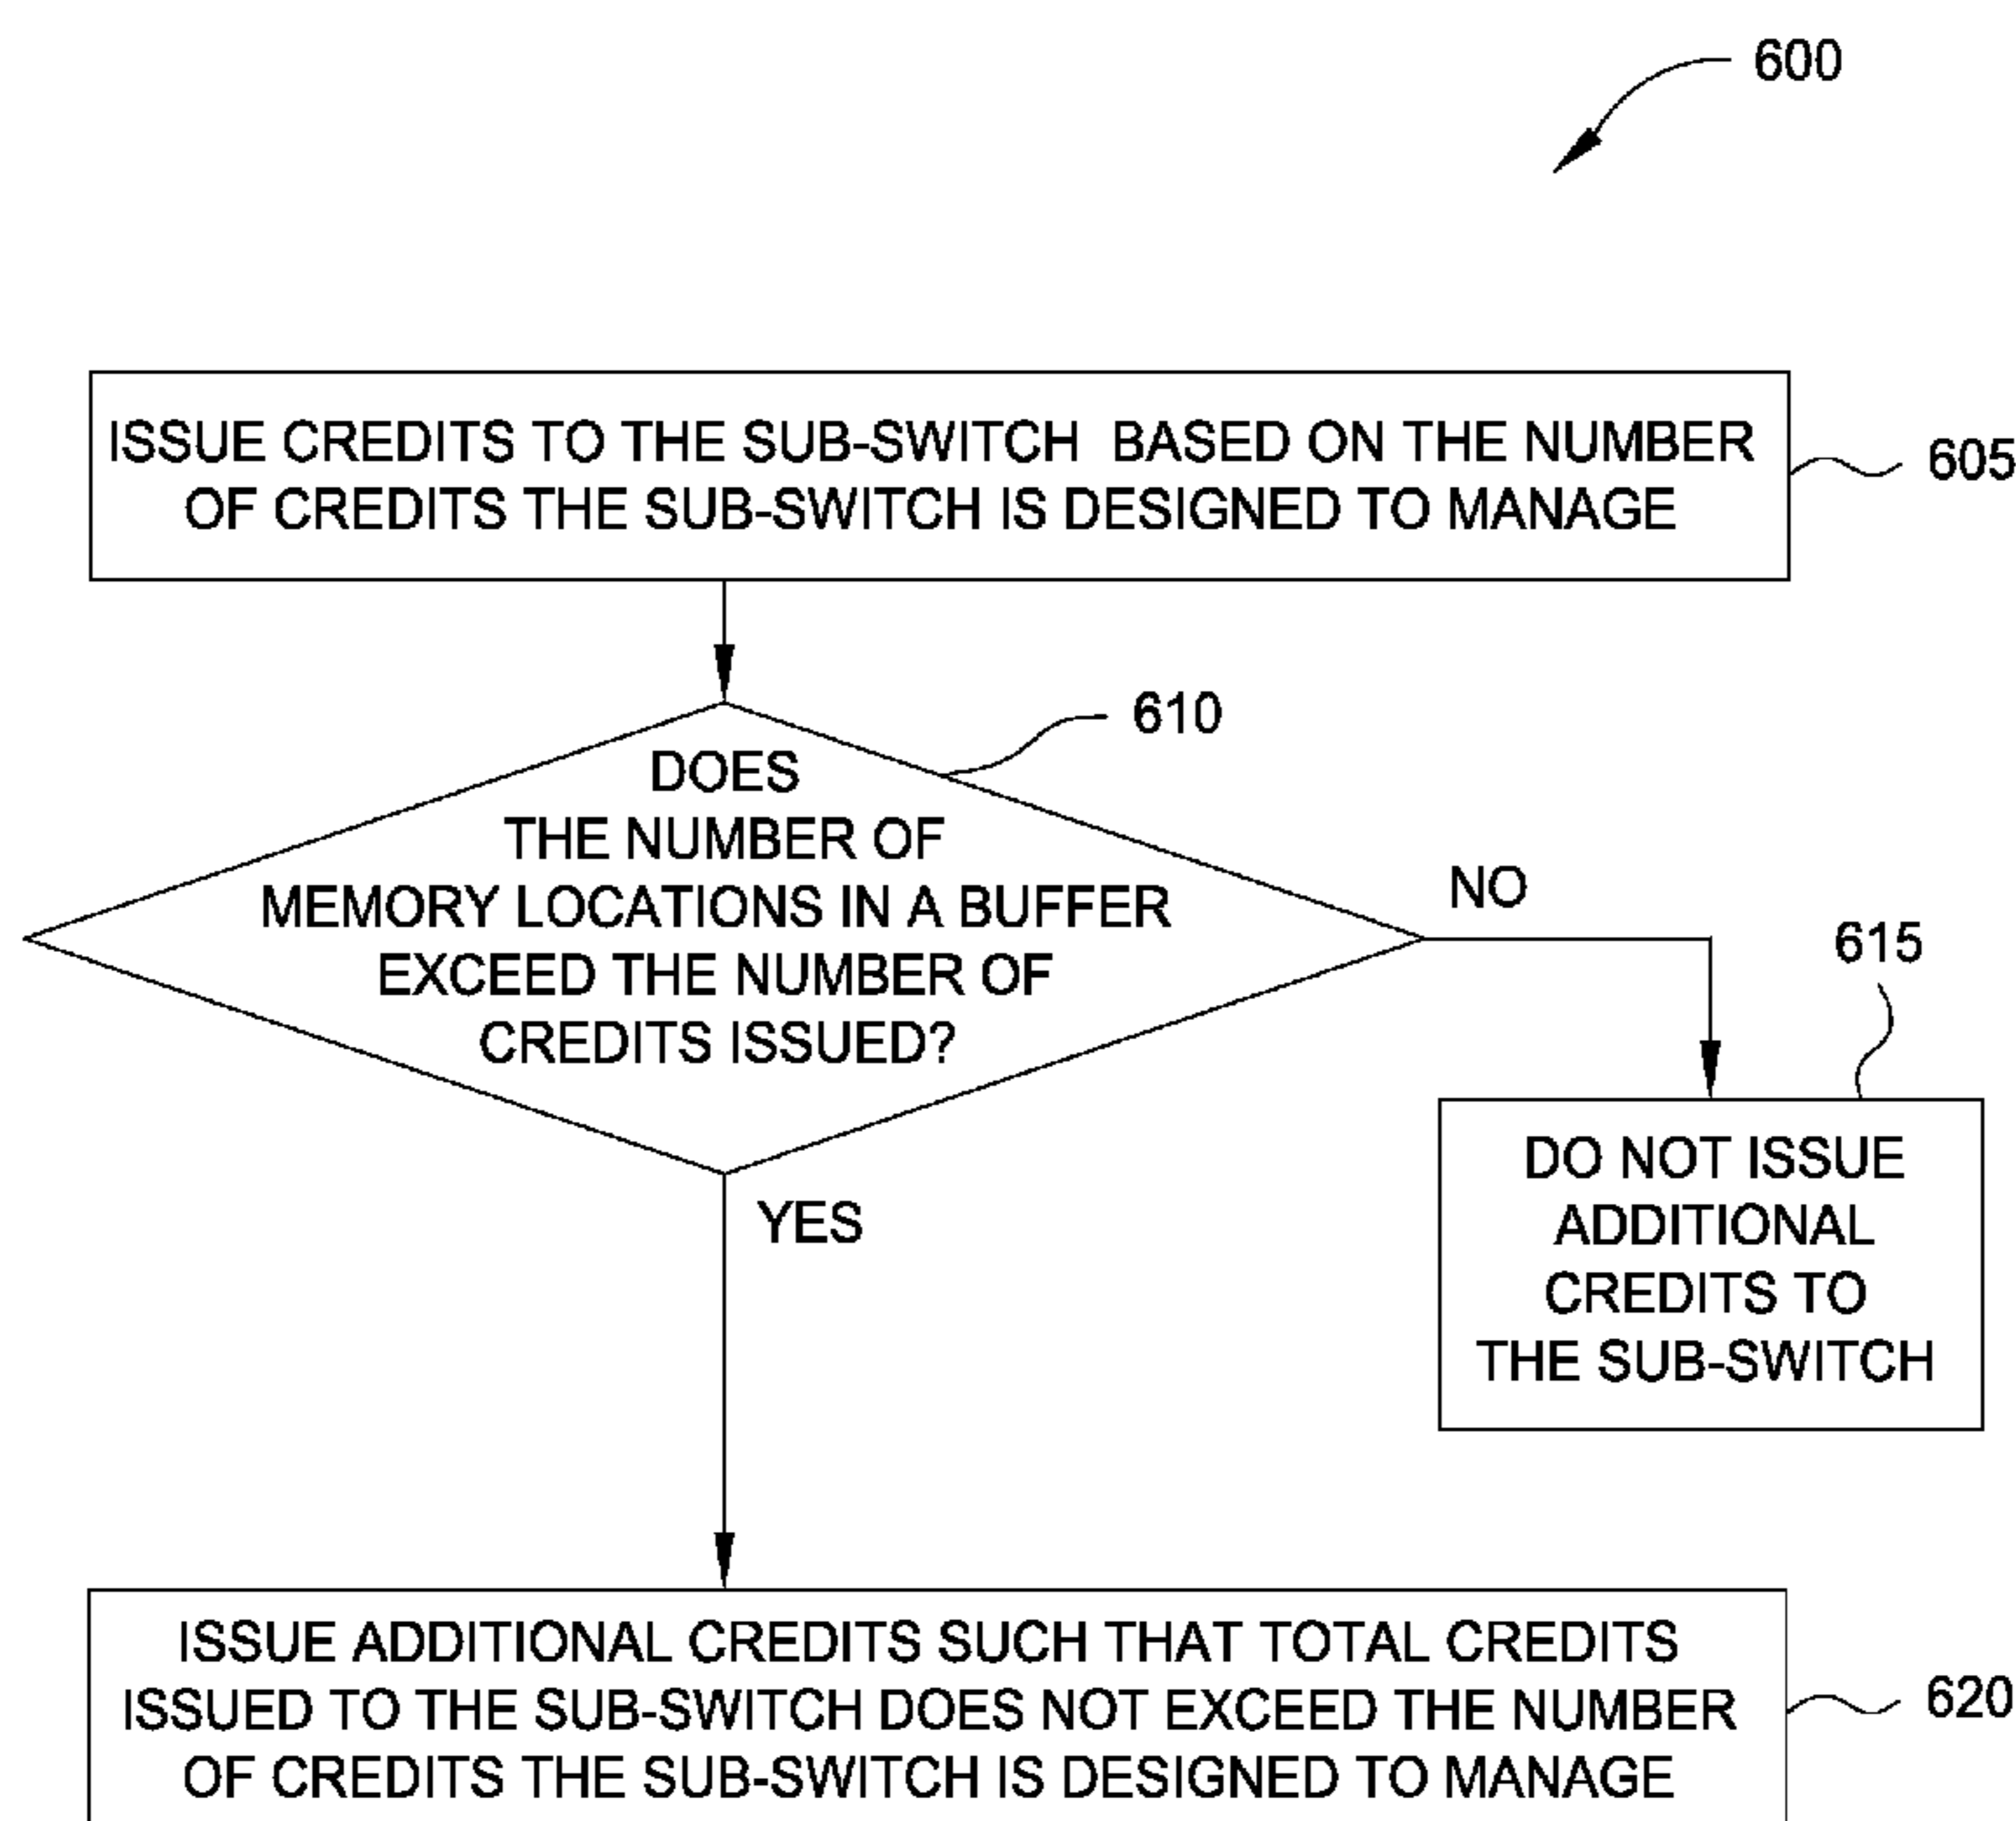 600
ISSUE CREDITS TO THE SUB-SWITCH BASED ON THE NUMBER
OF CREDITS THE SUB-SWITCH IS DESIGNED TO MANAGE
605
610
DOES
THE NUMBER OF
MEMORY LOCATIONS IN A BUFFER
EXCEED THE NUMBER OF
CREDITS ISSUED?
NO
615
DO NOT ISSUE
ADDITIONAL
CREDITS TO
THE SUB-SWITCH
YES
ISSUE ADDITIONAL CREDITS SUCH THAT TOTAL CREDITS
ISSUED TO THE SUB-SWITCH DOES NOT EXCEED THE NUMBER
OF CREDITS THE SUB-SWITCH IS DESIGNED TO MANAGE
620